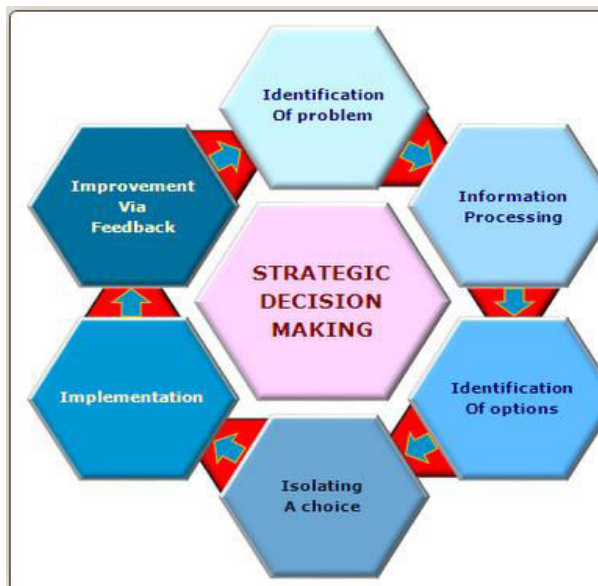 Identification
Of problem
Information
Processing
Identification
Of options
Isolating
A choice
Implementation
Improvement
Via
Feedback
STRATEGIC
DECISION
MAKING